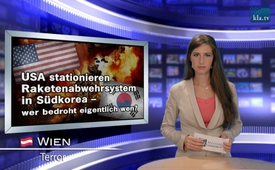 kla.tv
USA stationieren
Raketenabwehrsystem
in Südkorea –
wer bedroht eigentlich wen?
WIEN
Terror